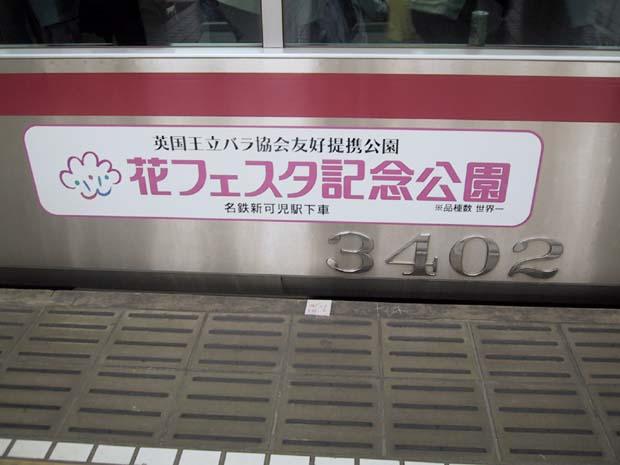 英国王立バラ協会友好提携公園
花フェスタ記念公園
名鉄新可児駅下車 ※品種数 世界一
3402